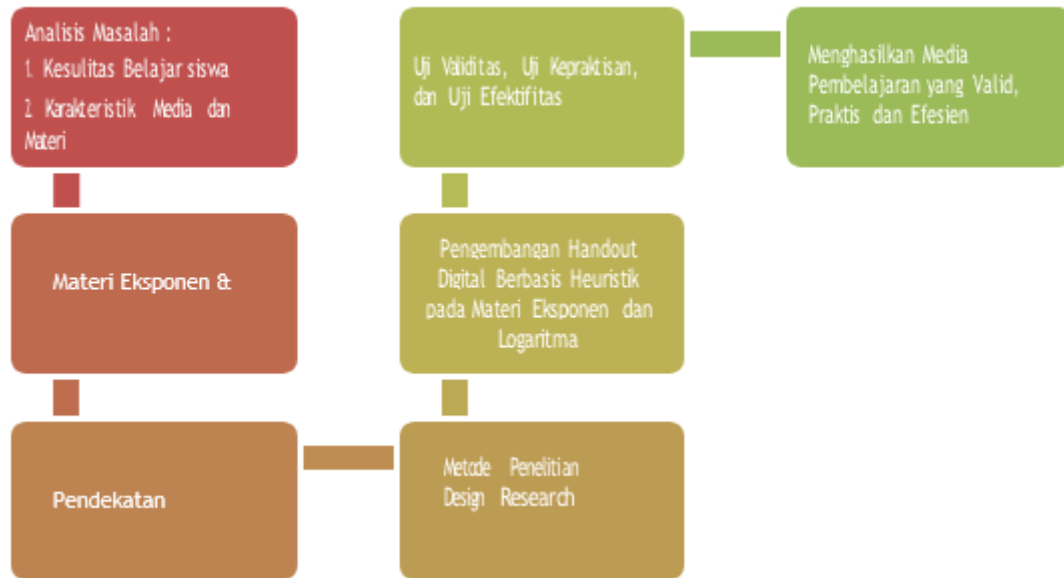 Analisis Masalah :
1. Kesulitas Belajar siswa
2. Karakteristik Media dan
Materi
Materi Eksponen &
Pendekatan
Metode Penelitian
Design Research
Pengembangan Handout
Digital Berbasis Heuristik
pada Materi Eksponen dan
Logaritma
Uji Validitas, Uji Kepraktisan,
dan Uji Efektifitas
Menghasilkan Media
Pembelajaran yang Valid,
Praktis dan Efesien